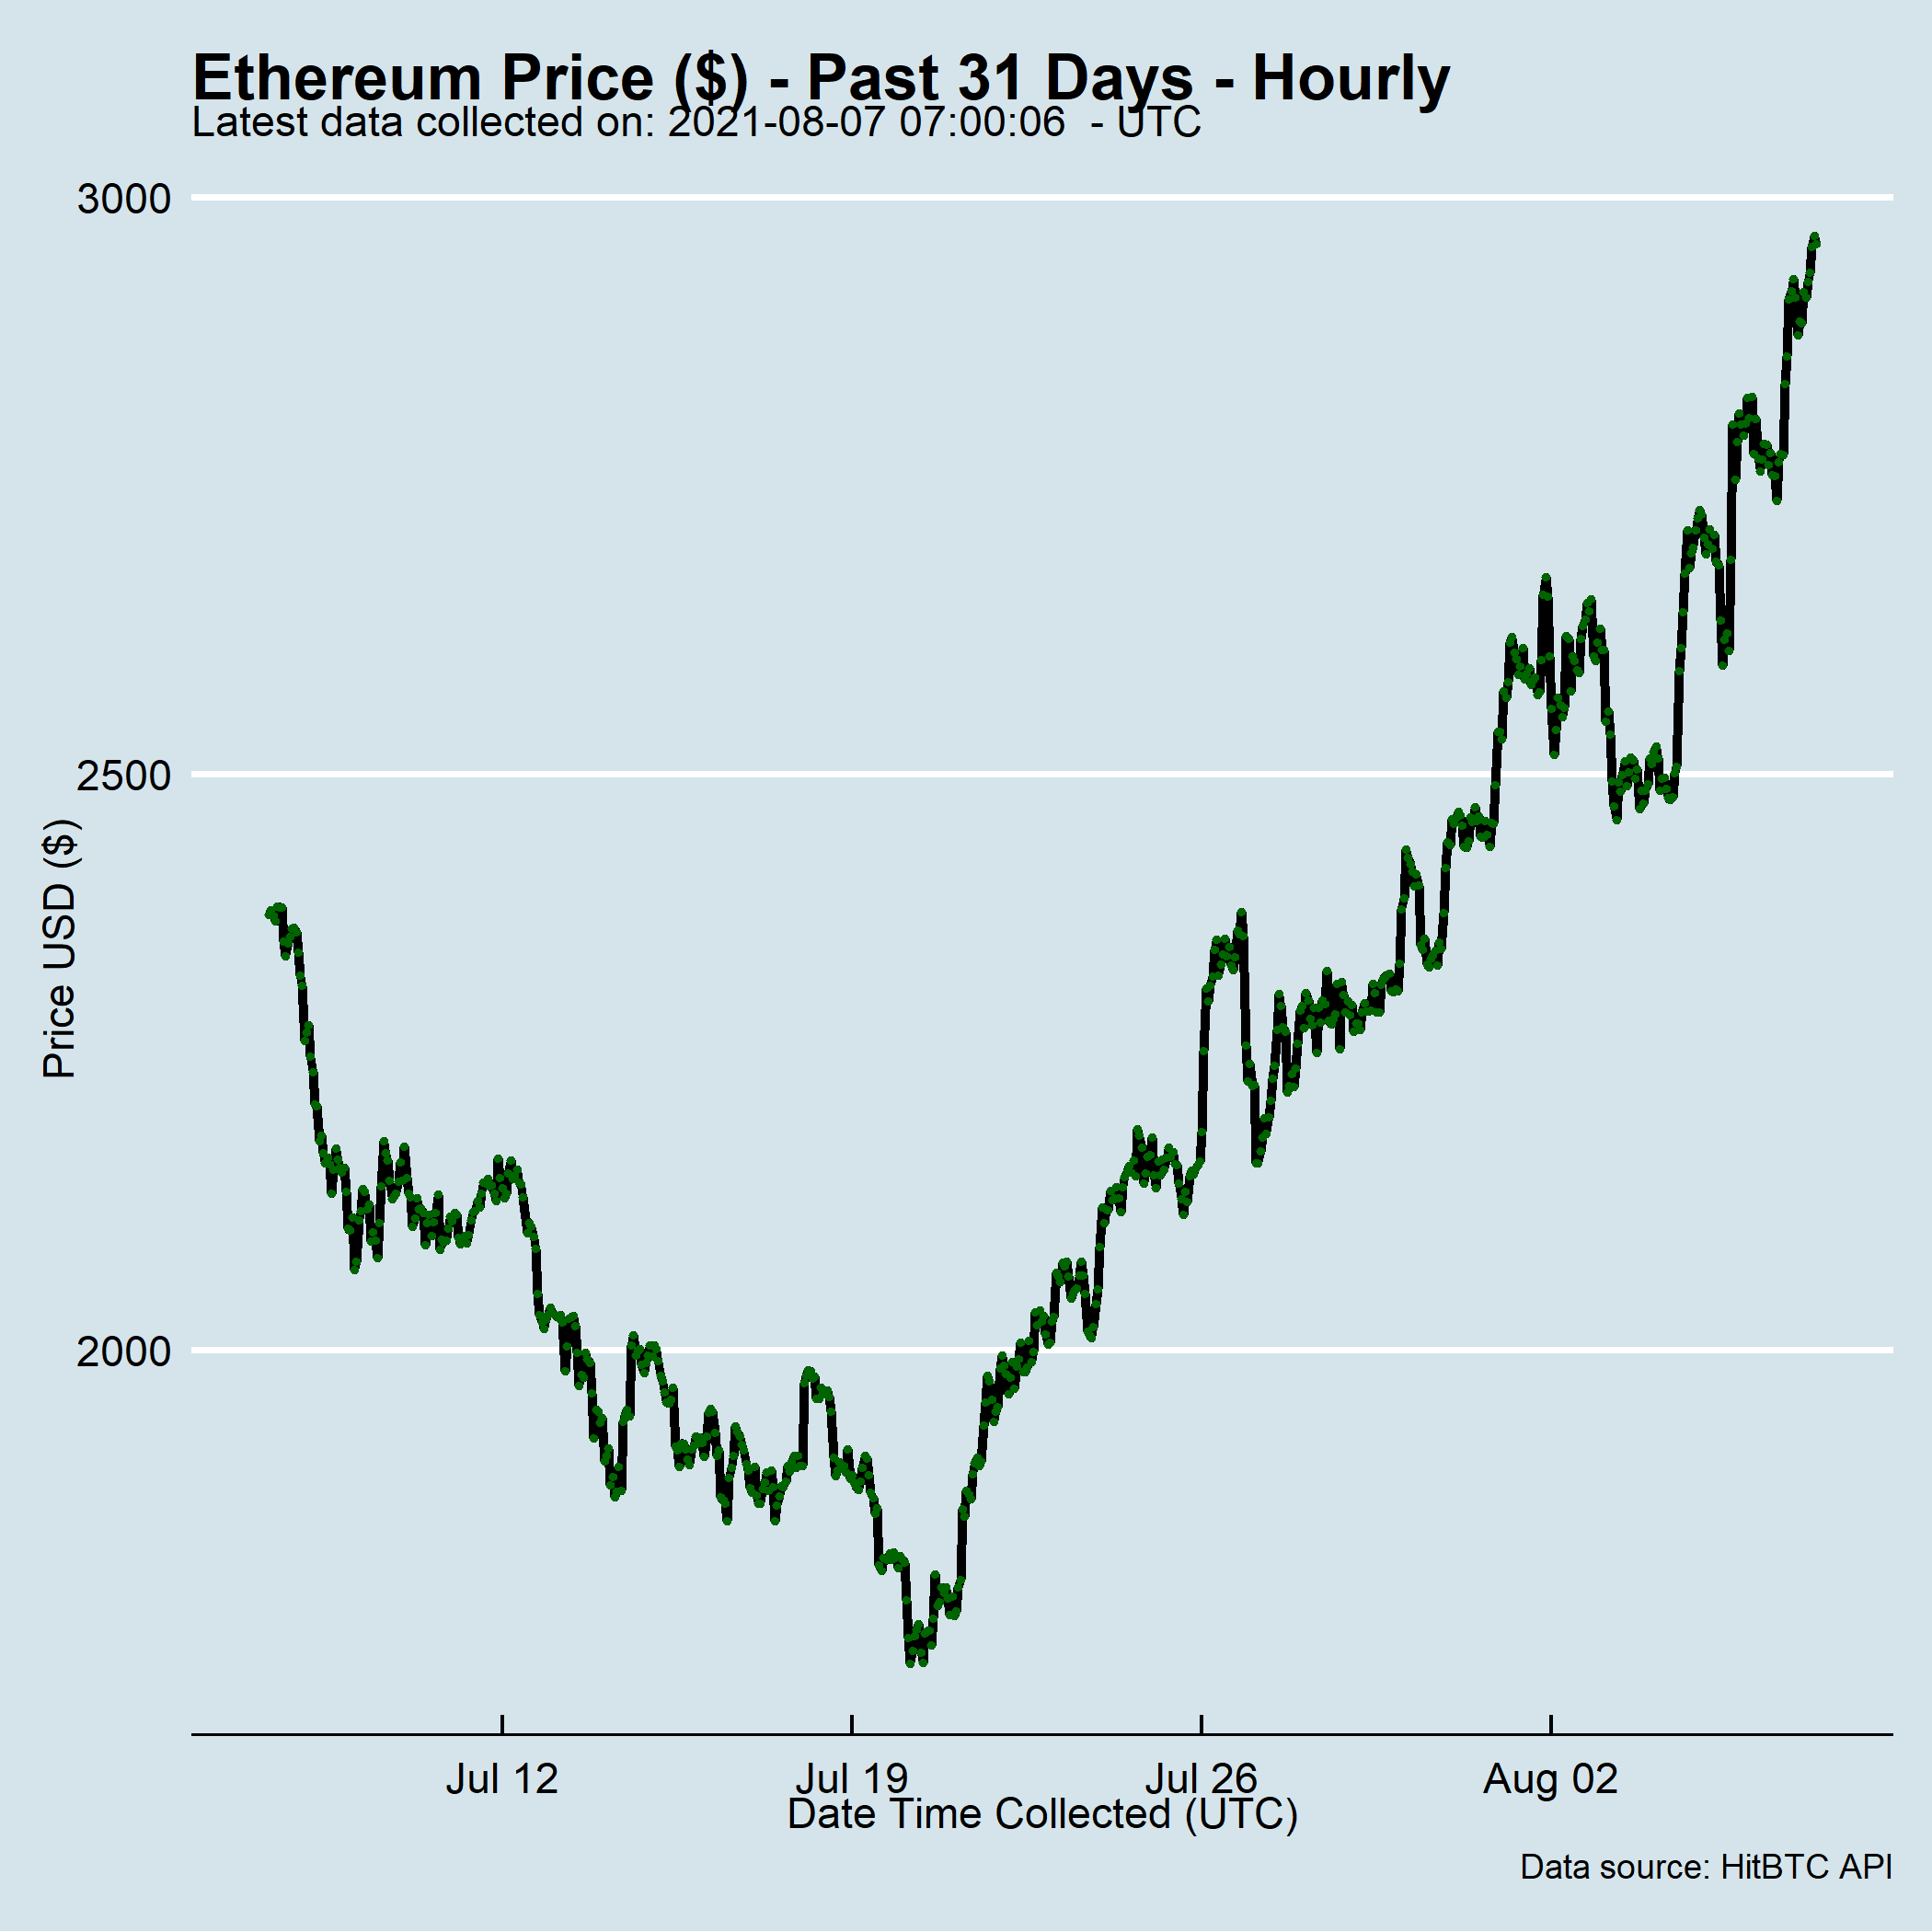 Ethereum Price ($) - Past 31 Days - Hourly
Latest data collected on: 2021-08-07 07:00:06  - UTC
3000
2500
2000
Price USD ($)
Jul 12
Jul 19
Jul 26
Aug 02
Date Time Collected (UTC)
Data source: HitBTC API